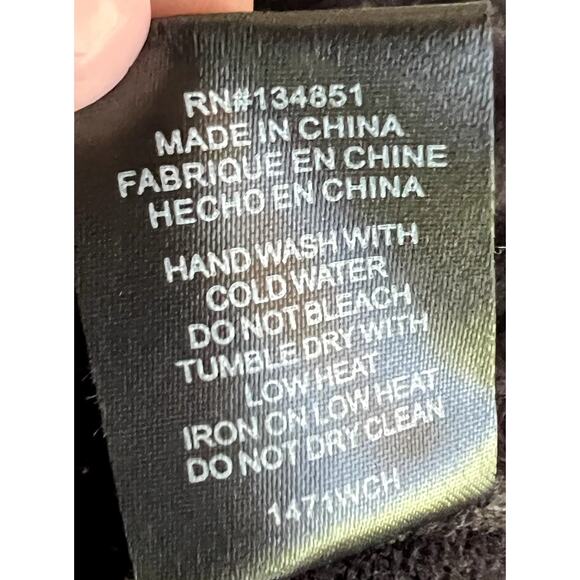 RN#134851
MADE IN CHINA
FABRIQUE EN CHINE
HECHO EN CHINA
HAND WASH WITH
COLD WATER
DO NOT BLEACH
TUMBLE DRY WITH
LOW HEAT
IRON ON LOW HEAT
DO NOT DRY CLEAN
1471WCH